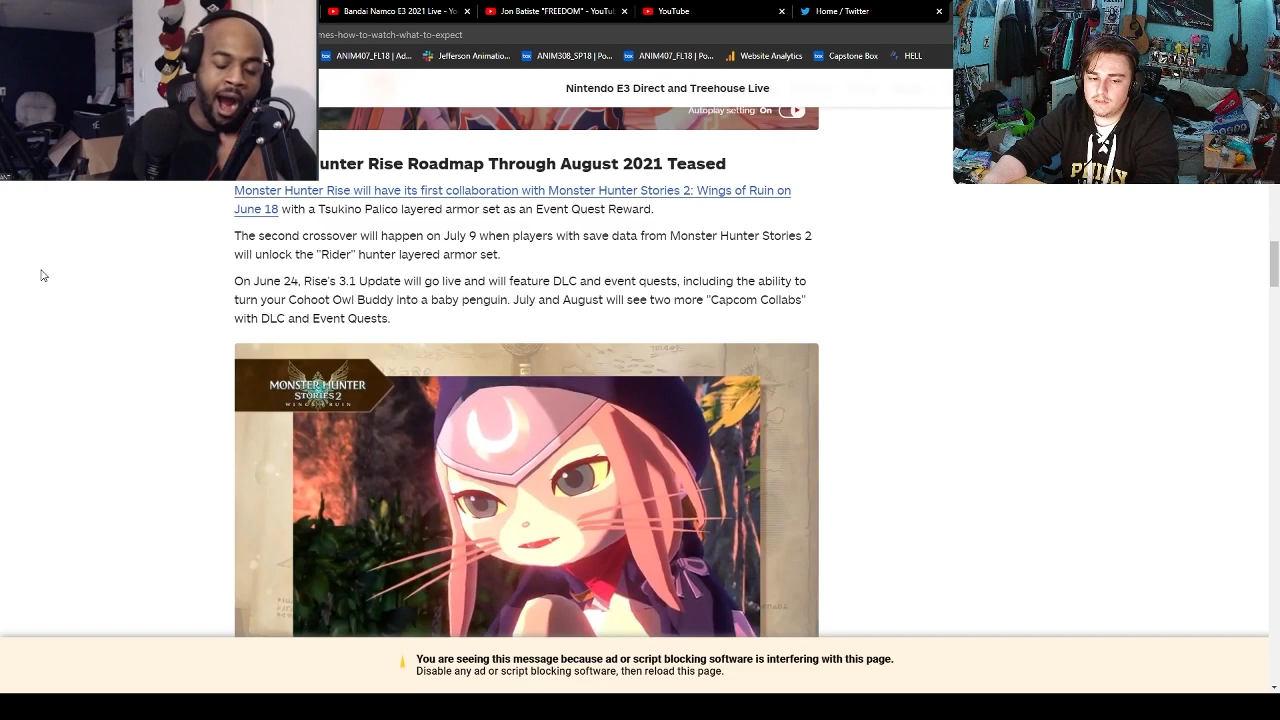 Bandai Namco E3 2021 Live - Yo
Jon Batiste "FREEDOM" - YouTu
YouTube
Home / Twitter
mes-how-to-watch-what-to-expect
ANIM407_FL18 | Ad...
Jefferson Animatio...
ANIM308_SP18 | Po...
ANIM407_FL18 | Po...
Website Analytics
Capstone Box
HELL
Nintendo E3 Direct and Treehouse Live
Autoplay setting: On
unter Rise Roadmap Through August 2021 Teased
Monster Hunter Rise will have its first collaboration with Monster Hunter Stories 2: Wings of Ruin on
June 18 with a Tsukino Palico layered armor set as an Event Quest Reward.
The second crossover will happen on July 9 when players with save data from Monster Hunter Stories 2
will unlock the "Rider" hunter layered armor set.
On June 24, Rise's 3.1 Update will go live and will feature DLC and event quests, including the ability to
turn your Cohoot Owl Buddy into a baby penguin. July and August will see two more "Capcom Collabs"
with DLC and Event Quests.
MONSTER HUNTER
STORIES 2
WINGS OF RUIN
PHILLY
You are seeing this message because ad or script blocking software is interfering with this page.
Disable any ad or script blocking software, then reload this page.